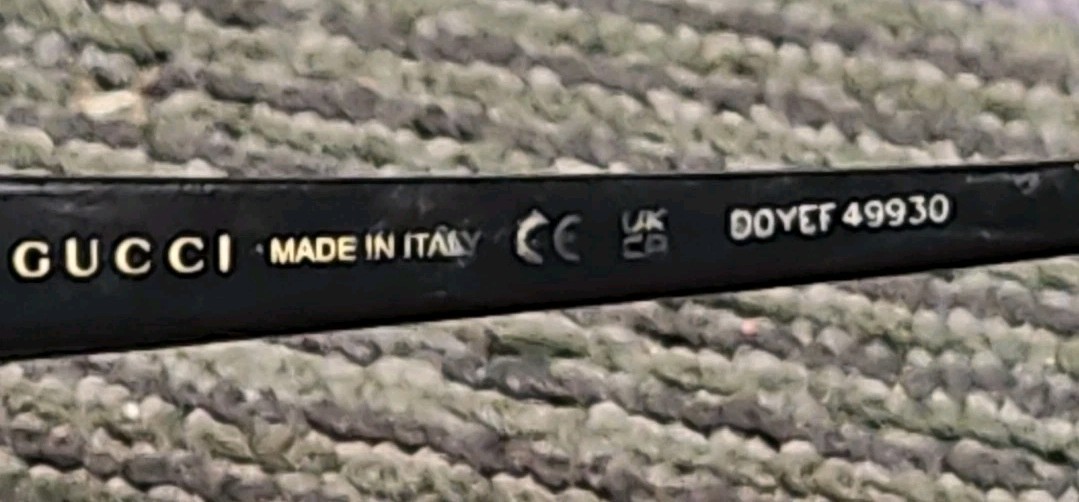 GUCCI MADE IN ITALY CE UK CA DOYEF 49930